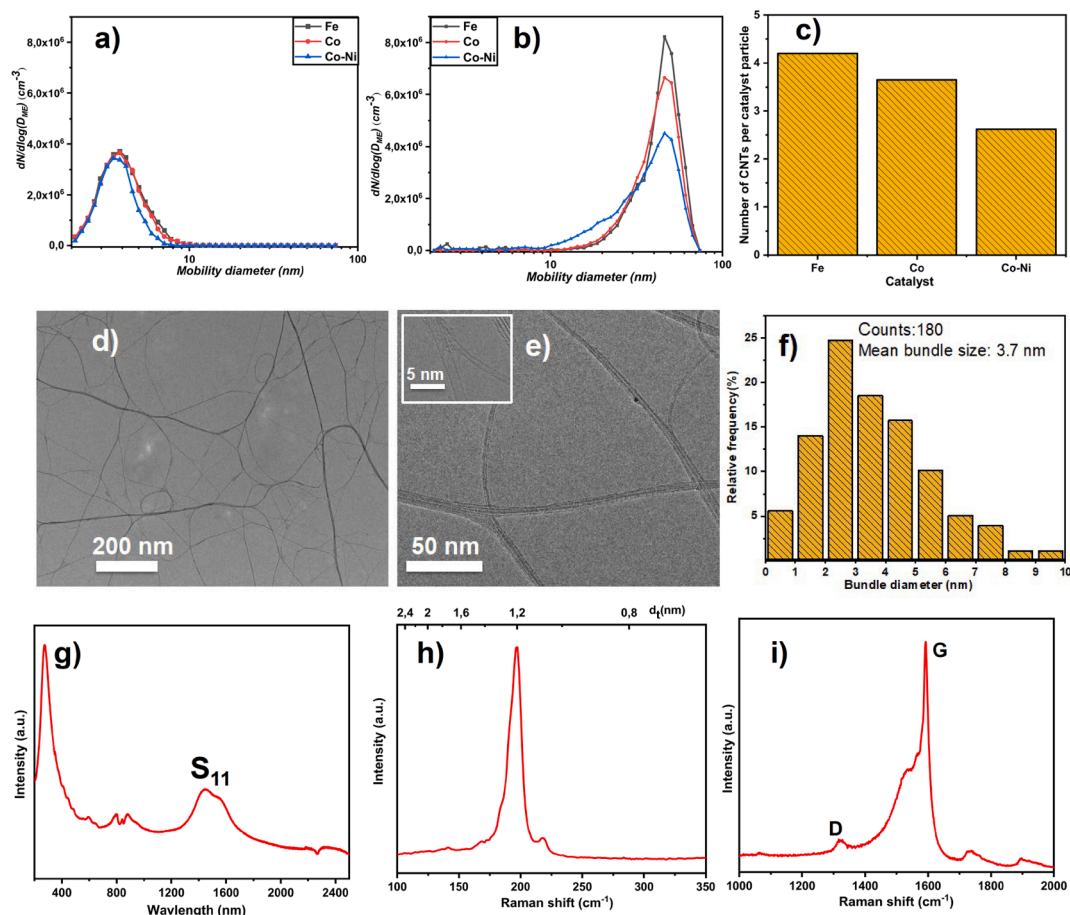 a)
Fe
Co
Co-Ni
8,0x10⁶
6,0x10⁶
4,0x10⁶
2,0x10⁶
0,0
dN/dlog(D_ME) (cm⁻³)
10
100
Mobility diameter (nm)
b)
Fe
Co
Co-Ni
8,0x10⁶
6,0x10⁶
4,0x10⁶
2,0x10⁶
0,0
dN/dlog(D_ME) (cm⁻³)
10
100
Mobility diameter (nm)
c)
5
4
3
2
1
0
Number of CNTs per catalyst particle
Fe Co Co-Ni
Catalyst
d)
200 nm
e)
5 nm
50 nm
f)
Counts:180
Mean bundle size: 3.7 nm
25
20
15
10
5
Relative frequency(%)
0 1 2 3 4 5 6 7 8 9 10
Bundle diameter (nm)
g)
S₁₁
Intensity (a.u.)
400 800 1200 1600 2000 2400
Wavelength (nm)
2,4 2 1,6 1,2 0,8 dₜ(nm)
h)
Intensity (a.u.)
100 150 200 250 300 350
Raman shift (cm⁻¹)
i)
G
D
Intensity (a.u.)
1000 1200 1400 1600 1800 2000
Raman shift (cm⁻¹)